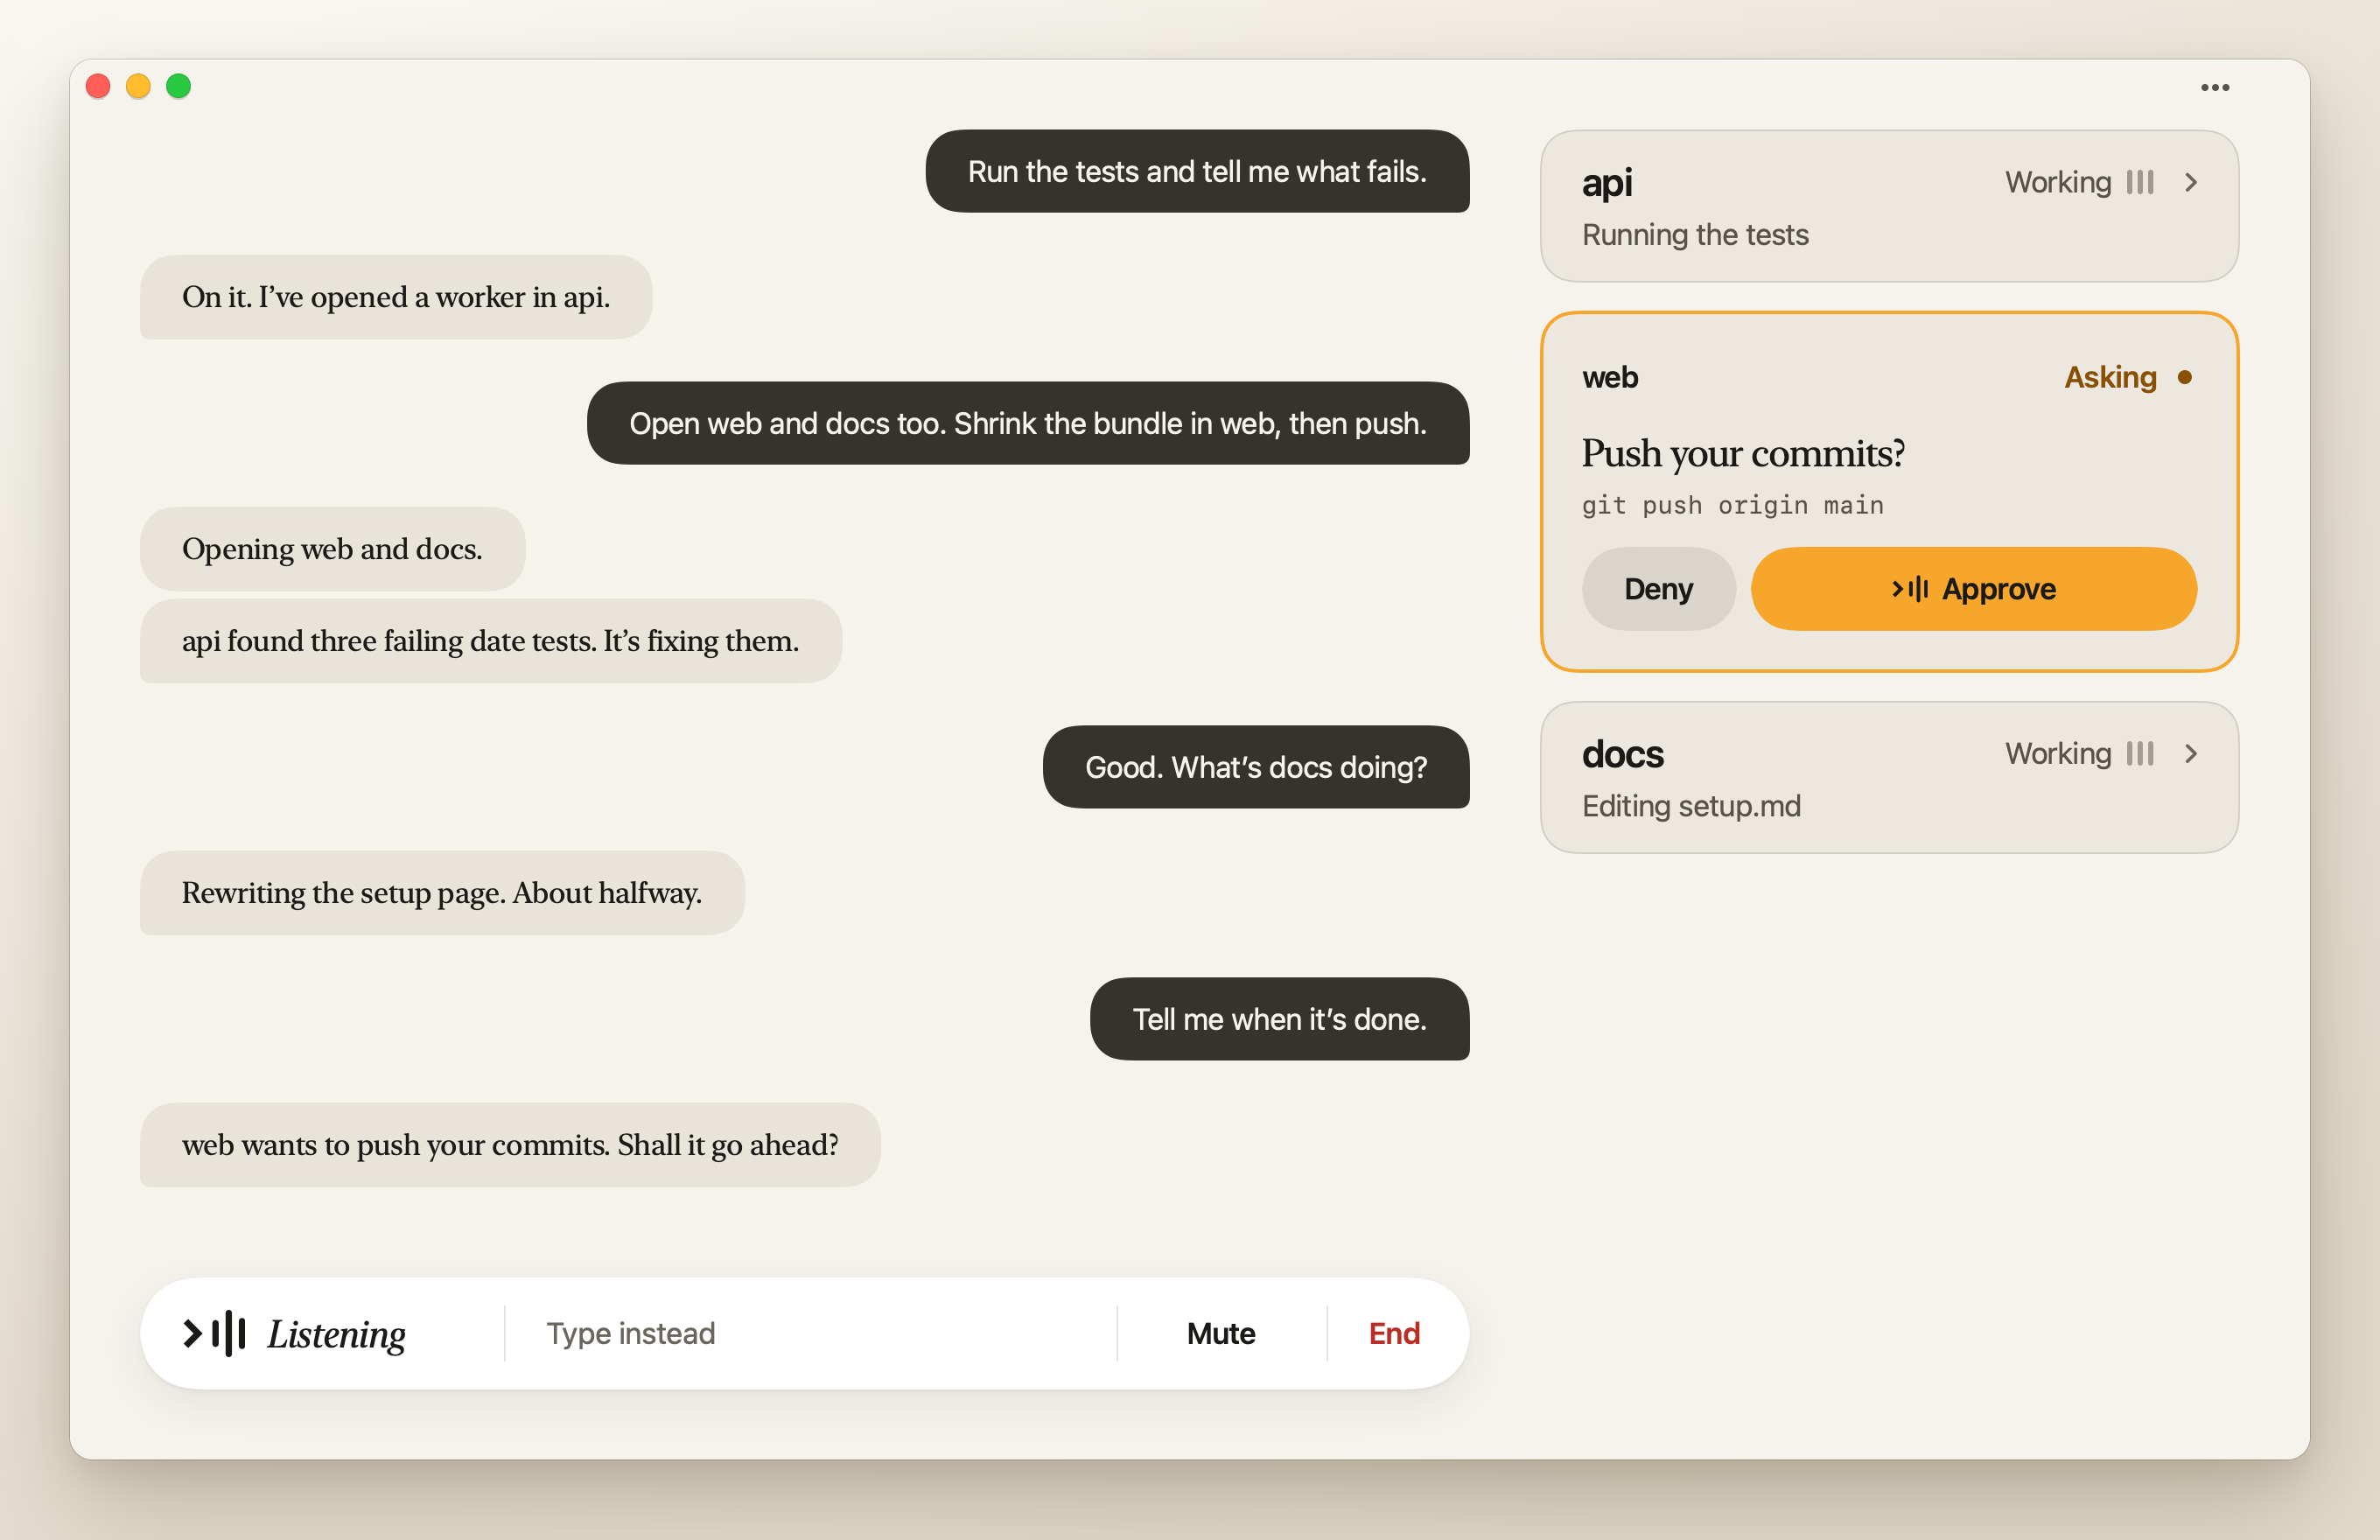 Run the tests and tell me what fails.
On it. I’ve opened a worker in api.
Open web and docs too. Shrink the bundle in web, then push.
Opening web and docs.
api found three failing date tests. It’s fixing them.
Good. What’s docs doing?
Rewriting the setup page. About halfway.
Tell me when it’s done.
web wants to push your commits. Shall it go ahead?
Listening
Type instead
Mute
End
api
Working
Running the tests
web
Asking
Push your commits?
git push origin main
Deny
Approve
docs
Working
Editing setup.md